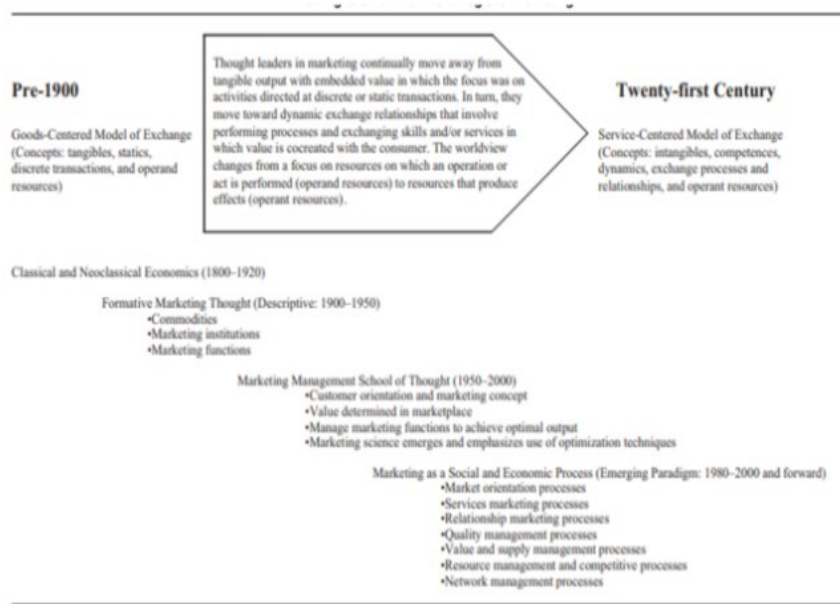 Pre-1900
Goods-Centered Model of Exchange
(Concepts: tangibles, statics,
discrete transactions, and operand
resources)
Thought leaders in marketing continually move away from
tangible output with embedded value in which the focus was on
activities directed at discrete or static transactions. In turn, they
move toward dynamic exchange relationships that involve
performing processes and exchanging skills and/or services in
which value is cocreated with the consumer. The worldview
changes from a focus on resources on which an operation or
act is performed (operand resources) to resources that produce
effects (operant resources).
Twenty-first Century
Service-Centered Model of Exchange
(Concepts: intangibles, competences,
dynamics, exchange processes and
relationships, and operant resources)
Classical and Neoclassical Economics (1800–1920)
Formative Marketing Thought (Descriptive: 1900–1950)
•Commodities
•Marketing institutions
•Marketing functions
Marketing Management School of Thought (1950–2000)
•Customer orientation and marketing concept
•Value determined in marketplace
•Manage marketing functions to achieve optimal output
•Marketing science emerges and emphasizes use of optimization techniques
Marketing as a Social and Economic Process (Emerging Paradigm: 1980–2000 and forward)
•Market orientation processes
•Services marketing processes
•Relationship marketing processes
•Quality management processes
•Value and supply management processes
•Resource management and competitive processes
•Network management processes